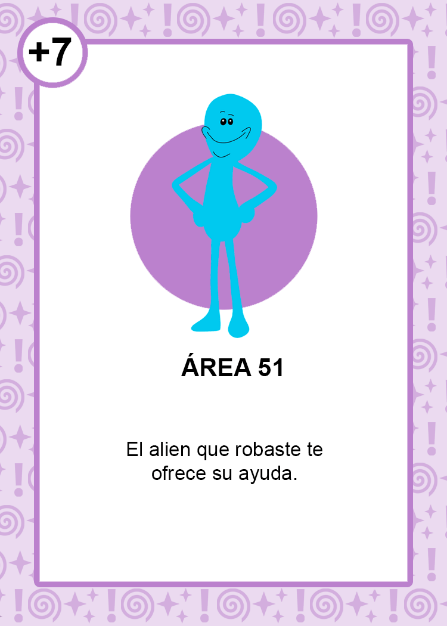 +7
ÁREA 51
El alien que robaste te
ofrece su ayuda.